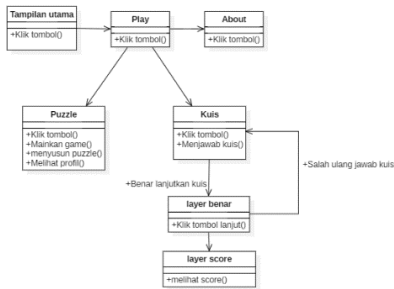 Tampilan utama
+Klik tombol()
Play
+Klik tombol()
About
+Klik tombol()
Puzzle
+Klik tombol()
+Mainkan game()
+menyusun puzzle()
+Melihat profil()
Kuis
+Klik tombol()
+Menjawab kuis()
+Salah ulang jawab kuis
+Benar lanjutkan kuis
layer benar
+Klik tombol lanjut()
layer score
+melihat score()